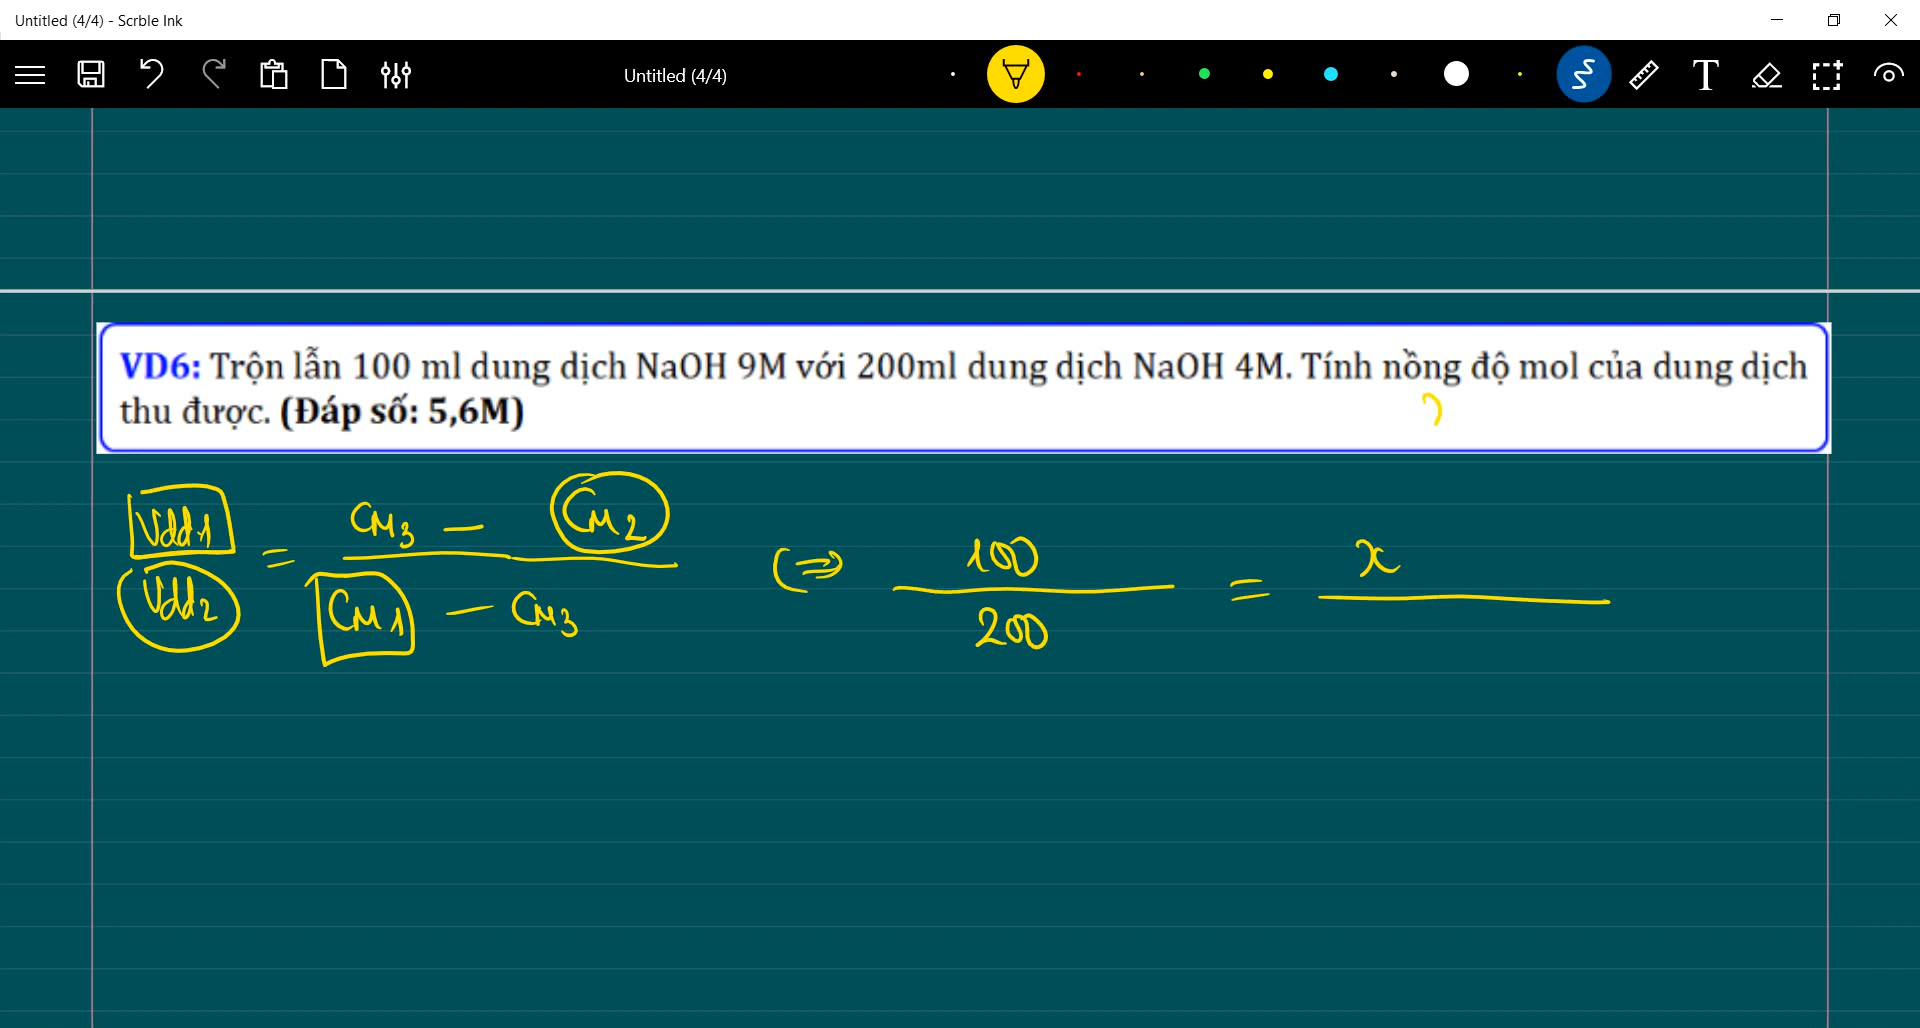 Untitled (4/4) - Scrble Ink
Untitled (4/4)
T
VD6: Trộn lẫn 100 ml dung dịch NaOH 9M với 200ml dung dịch NaOH 4M. Tính nồng độ mol của dung dịch
thu được. (Đáp số: 5,6M)
Vdd1 / Vdd2 = CM3 – CM2 / CM1 – CM3 (=> 100 / 200 = x